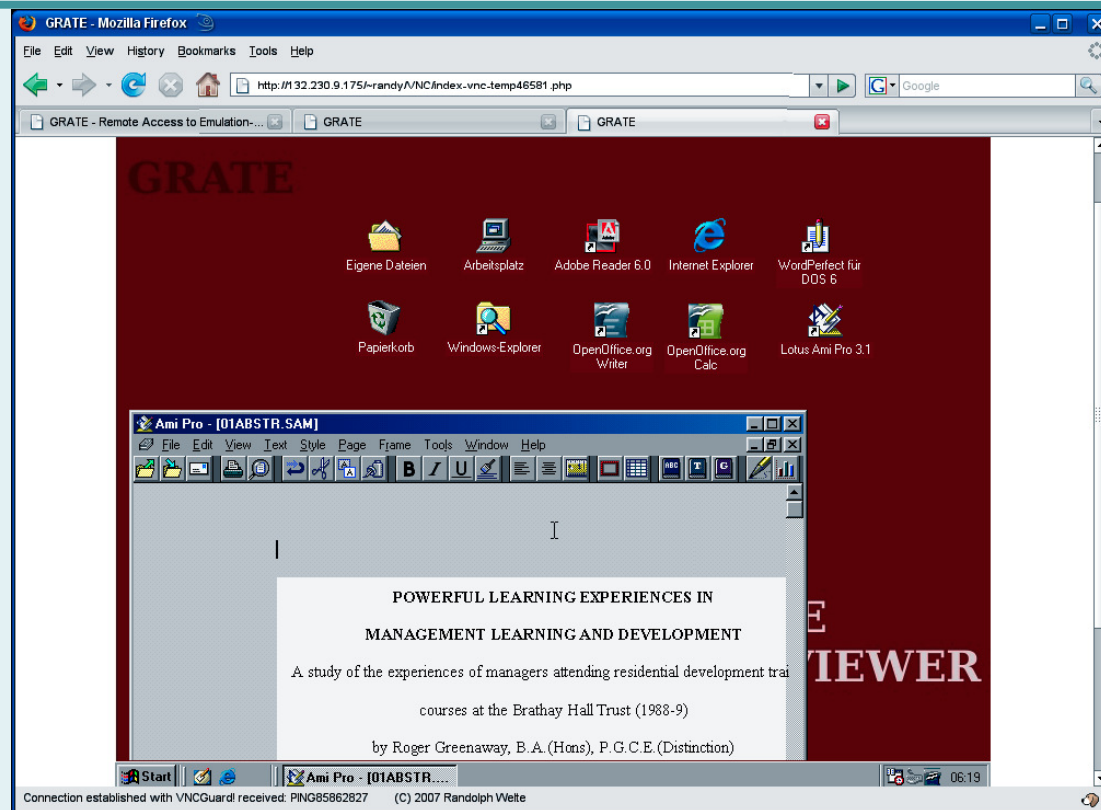 GRATE - Mozilla Firefox
File Edit View History Bookmarks Tools Help
http://132.230.9.175/~randy/VNC/index-vnc-temp46581.php
Google
GRATE - Remote Access to Emulation-... GRATE GRATE
GRATE
Eigene Dateien Arbeitsplatz Adobe Reader 6.0 Internet Explorer WordPerfect für
DOS 6
Papierkorb Windows-Explorer OpenOffice.org OpenOffice.org Lotus Ami Pro 3.1
Writer Calc
Ami Pro - [01ABSTR.SAM]
File Edit View Text Style Page Frame Tools Window Help
B I U ABC T G
POWERFUL LEARNING EXPERIENCES IN
MANAGEMENT LEARNING AND DEVELOPMENT
A study of the experiences of managers attending residential development trai
courses at the Brathay Hall Trust (1988-9)
by Roger Greenaway, B.A.(Hons), P.G.C.E.(Distinction)
E
IEWER
Start Ami Pro - [01ABSTR.... 06:19
Connection established with VNCGuard! received: PING85862827 (C) 2007 Randolph Welte